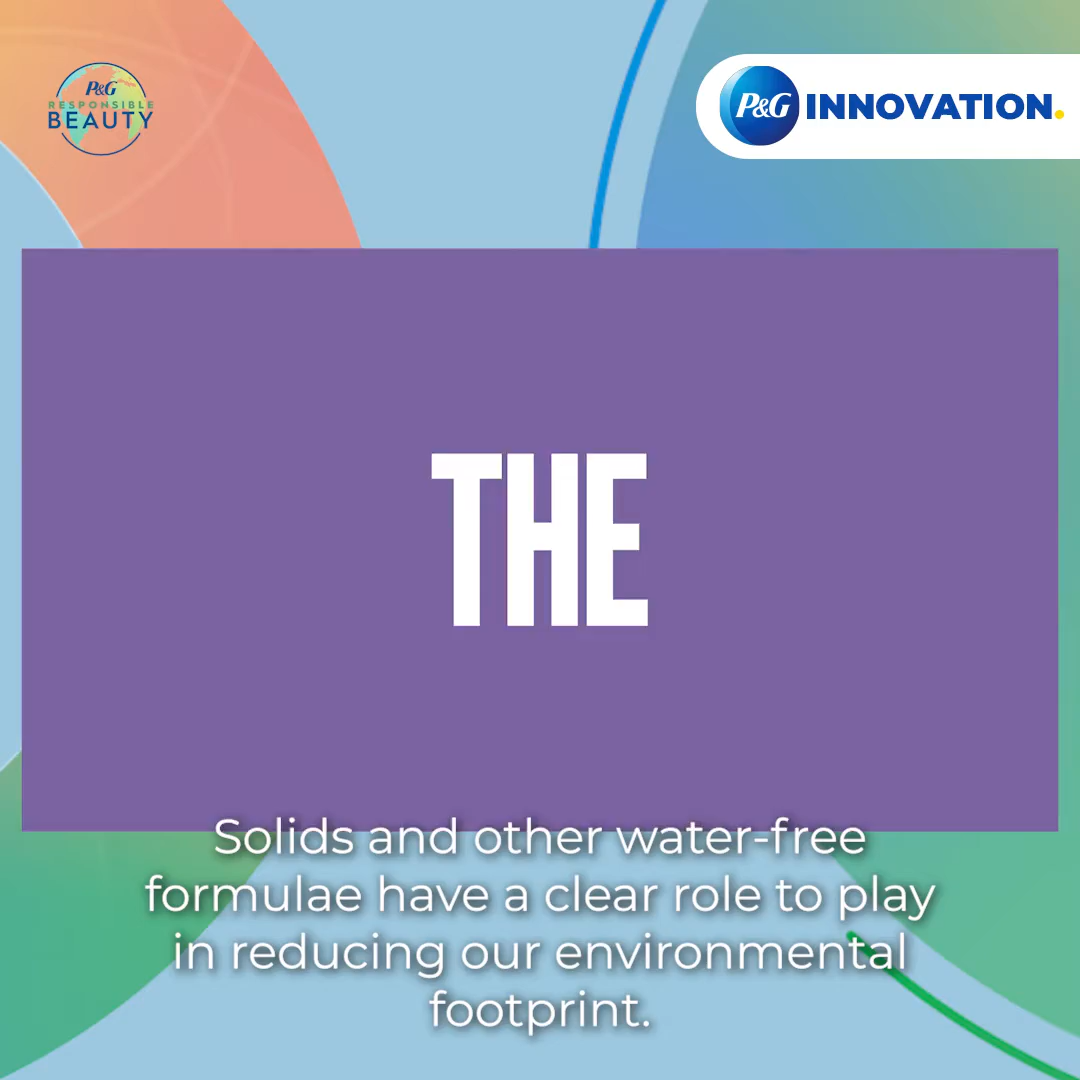 P&G
RESPONSIBLE
BEAUTY
P&G INNOVATION.
THE
Solids and other water-free
formulae have a clear role to play
in reducing our environmental
footprint.